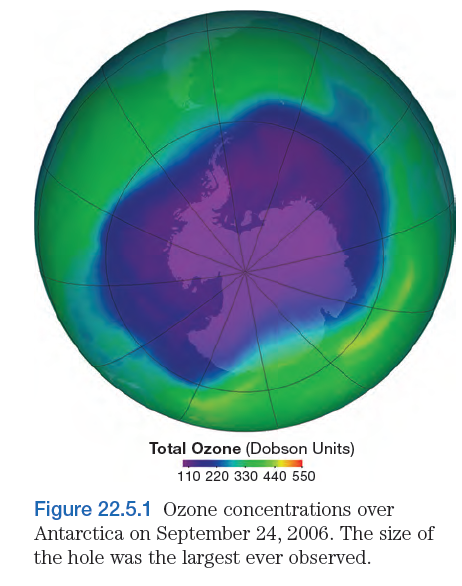 Total Ozone (Dobson Units)
110 220 330 440 550
Figure 22.5.1 Ozone concentrations over
Antarctica on September 24, 2006. The size of
the hole was the largest ever observed.